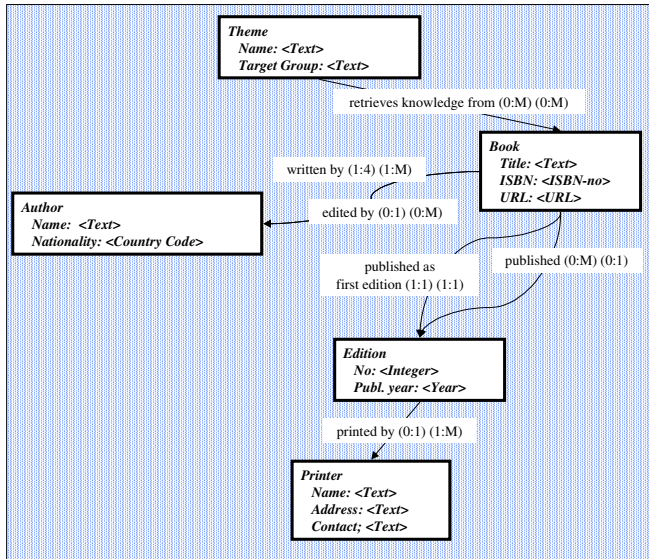 Theme
Name: <Text>
Target Group: <Text>
retrieves knowledge from (0:M) (0:M)
Book
Title: <Text>
ISBN: <ISBN-no>
URL: <URL>
written by (1:4) (1:M)
Author
Name: <Text>
Nationality: <Country Code>
edited by (0:1) (0:M)
published as
first edition (1:1) (1:1)
published (0:M) (0:1)
Edition
No: <Integer>
Publ. year: <Year>
printed by (0:1) (1:M)
Printer
Name: <Text>
Address: <Text>
Contact; <Text>